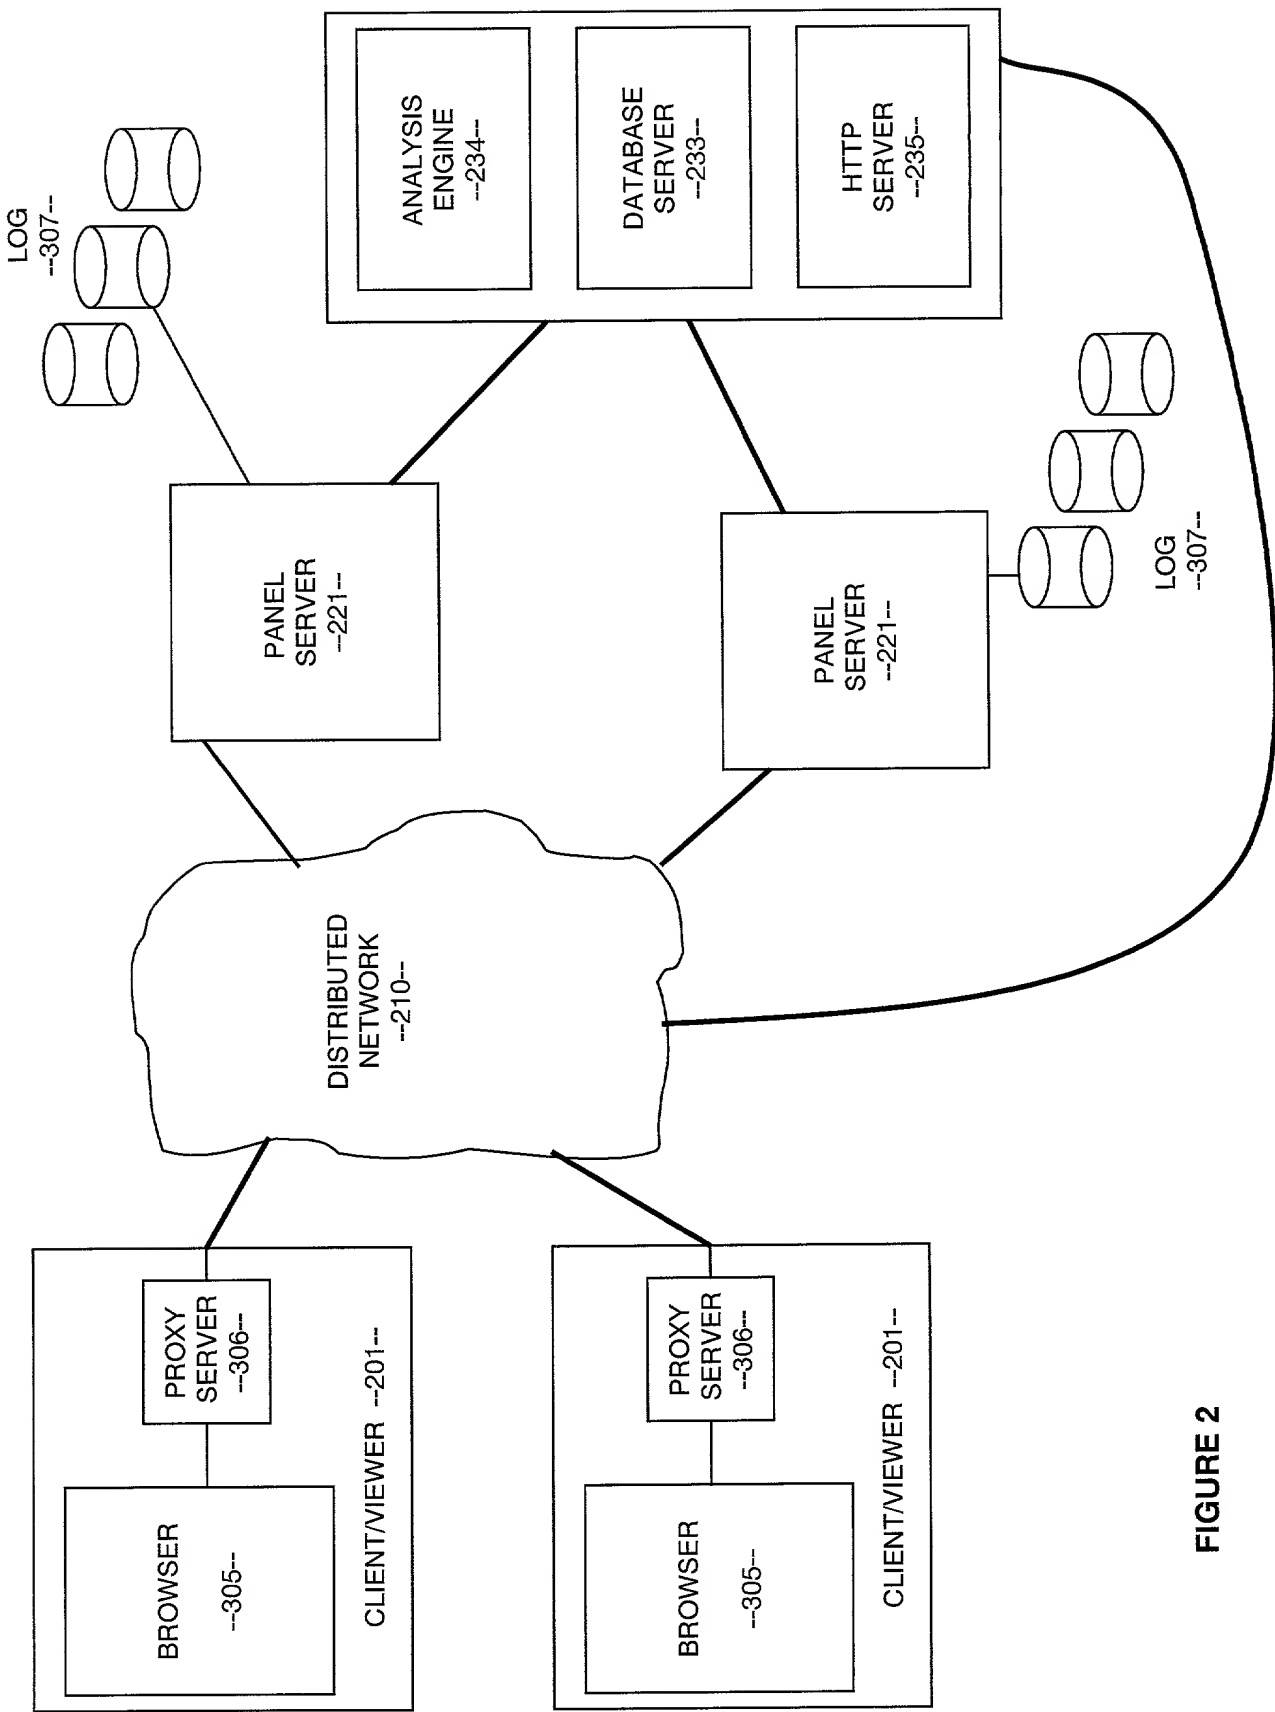 BROWSER
--305--
PROXY
SERVER
--306--
CLIENT/VIEWER --201--
BROWSER
--305--
PROXY
SERVER
--306--
CLIENT/VIEWER --201--
DISTRIBUTED
NETWORK
--210--
PANEL
SERVER
--221--
PANEL
SERVER
--221--
LOG
--307--
LOG
--307--
ANALYSIS
ENGINE
--234--
DATABASE
SERVER
--233--
HTTP
SERVER
--235--
FIGURE 2